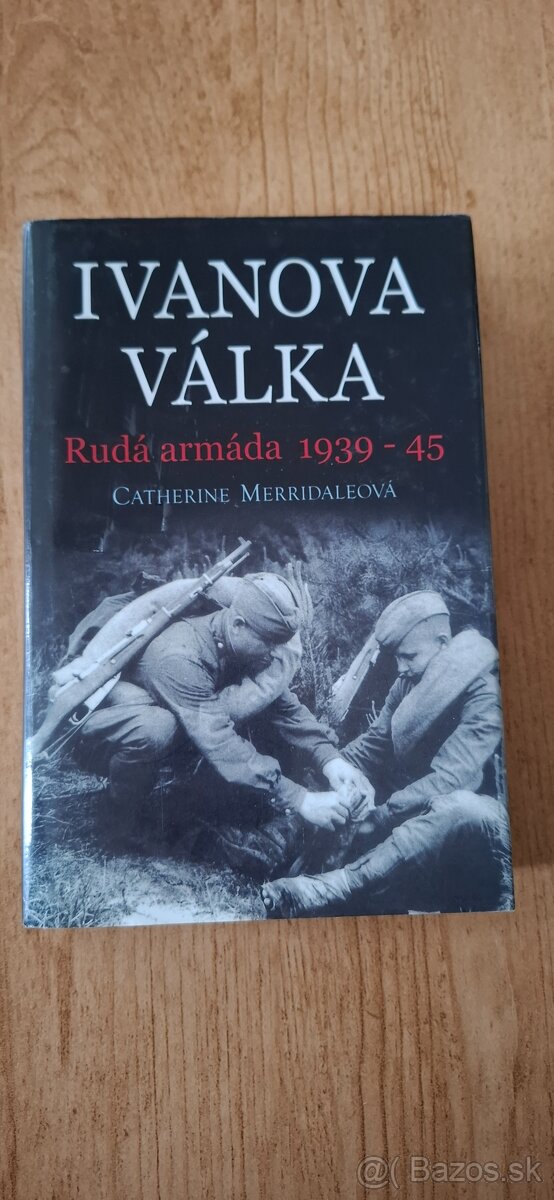 IVANOVA
VÁLKA
Rudá armáda 1939 - 45
CATHERINE MERRIDALEOVÁ
@( Bazos.sk